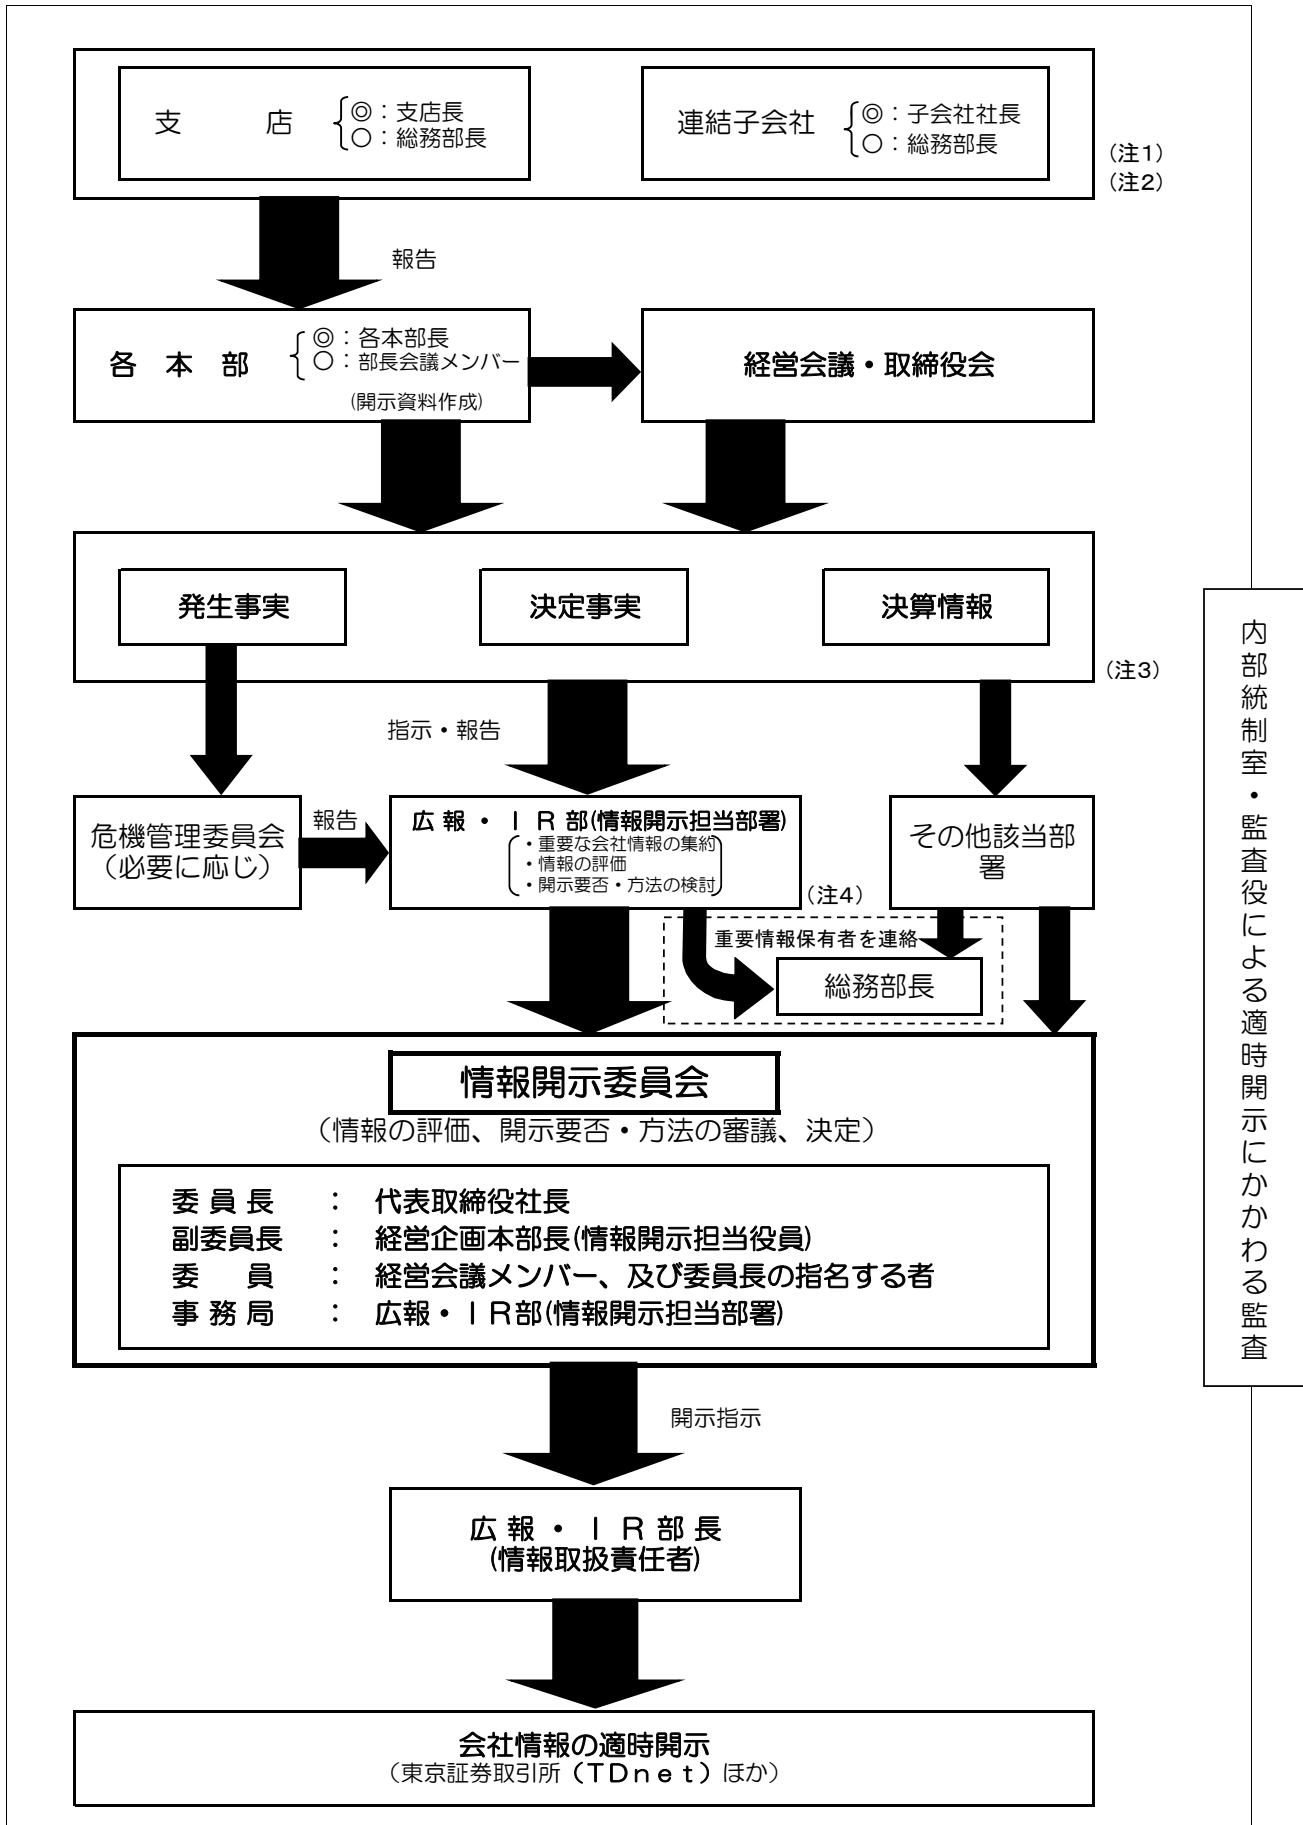 支　　店 ◎：支店長
○：総務部長
連結子会社 ◎：子会社社長
○：総務部長
（注１）
（注２）
報告
各　本　部 ◎：各本部長
○：部長会議メンバー
(開示資料作成)
経営会議・取締役会
発生事実
決定事実
決算情報
（注３）
指示・報告
危機管理委員会
（必要に応じ）
報告
広 報 ・ Ｉ Ｒ 部(情報開示担当部署)
・重要な会社情報の集約
・情報の評価
・開示要否・方法の検討
（注４）
その他該当部
署
重要情報保有者を連絡
総務部長
情報開示委員会
（情報の評価、開示要否・方法の審議、決定）
委 員 長　：　代表取締役社長
副委員長　：　経営企画本部長(情報開示担当役員)
委　　員　：　経営会議メンバー、及び委員長の指名する者
事 務 局　：　広報・ＩＲ部(情報開示担当部署)
開示指示
広 報 ・ Ｉ Ｒ 部 長
(情報取扱責任者)
会社情報の適時開示
（東京証券取引所（ＴＤｎｅｔ）ほか）
内部統制室・監査役による適時開示にかかわる監査